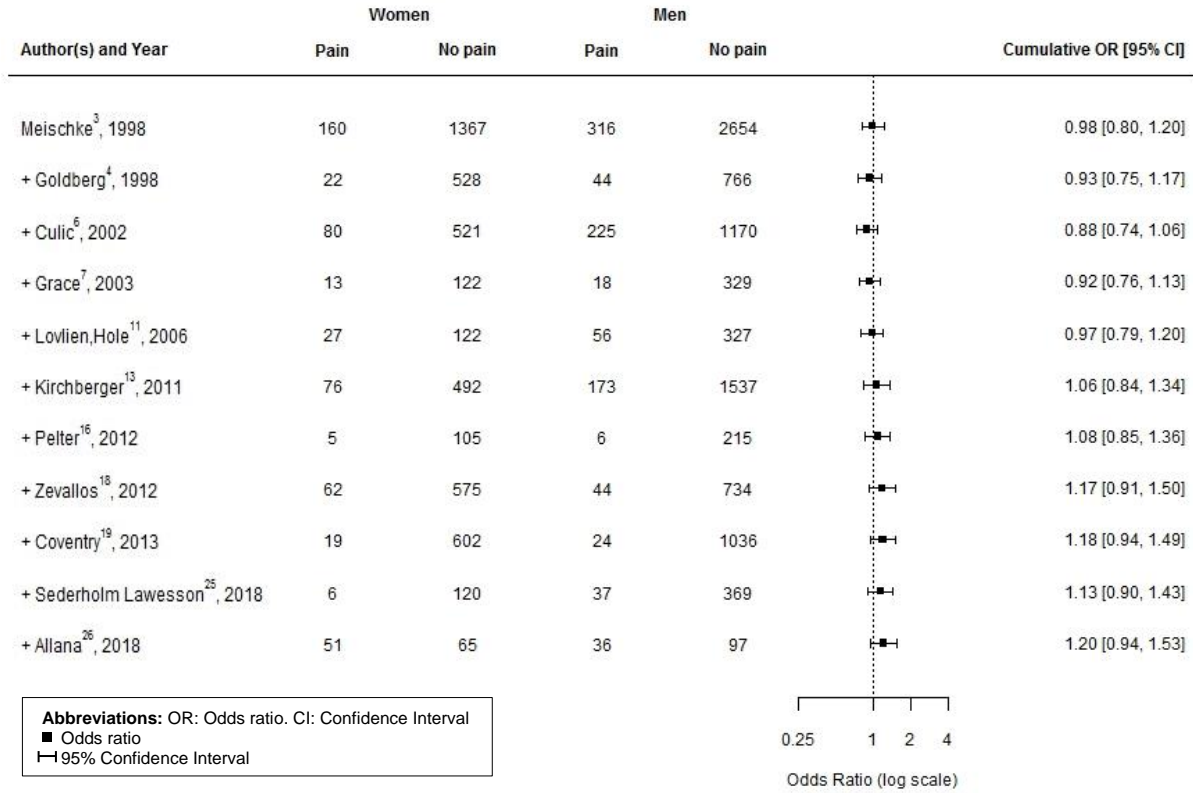 Women Men
Author(s) and Year Pain No pain Pain No pain Cumulative OR [95% CI]
Meischke3, 1998 160 1367 316 2654 0.98 [0.80, 1.20]
+ Goldberg4, 1998 22 528 44 766 0.93 [0.75, 1.17]
+ Culic6, 2002 80 521 225 1170 0.88 [0.74, 1.06]
+ Grace7, 2003 13 122 18 329 0.92 [0.76, 1.13]
+ Lovlien,Hole11, 2006 27 122 56 327 0.97 [0.79, 1.20]
+ Kirchberger13, 2011 76 492 173 1537 1.06 [0.84, 1.34]
+ Pelter16, 2012 5 105 6 215 1.08 [0.85, 1.36]
+ Zevallos18, 2012 62 575 44 734 1.17 [0.91, 1.50]
+ Coventry19, 2013 19 602 24 1036 1.18 [0.94, 1.49]
+ Sederholm Lawesson25, 2018 6 120 37 369 1.13 [0.90, 1.43]
+ Allana26, 2018 51 65 36 97 1.20 [0.94, 1.53]
Abbreviations: OR: Odds ratio. CI: Confidence Interval
Odds ratio
95% Confidence Interval
0.25 1 2 4
Odds Ratio (log scale)